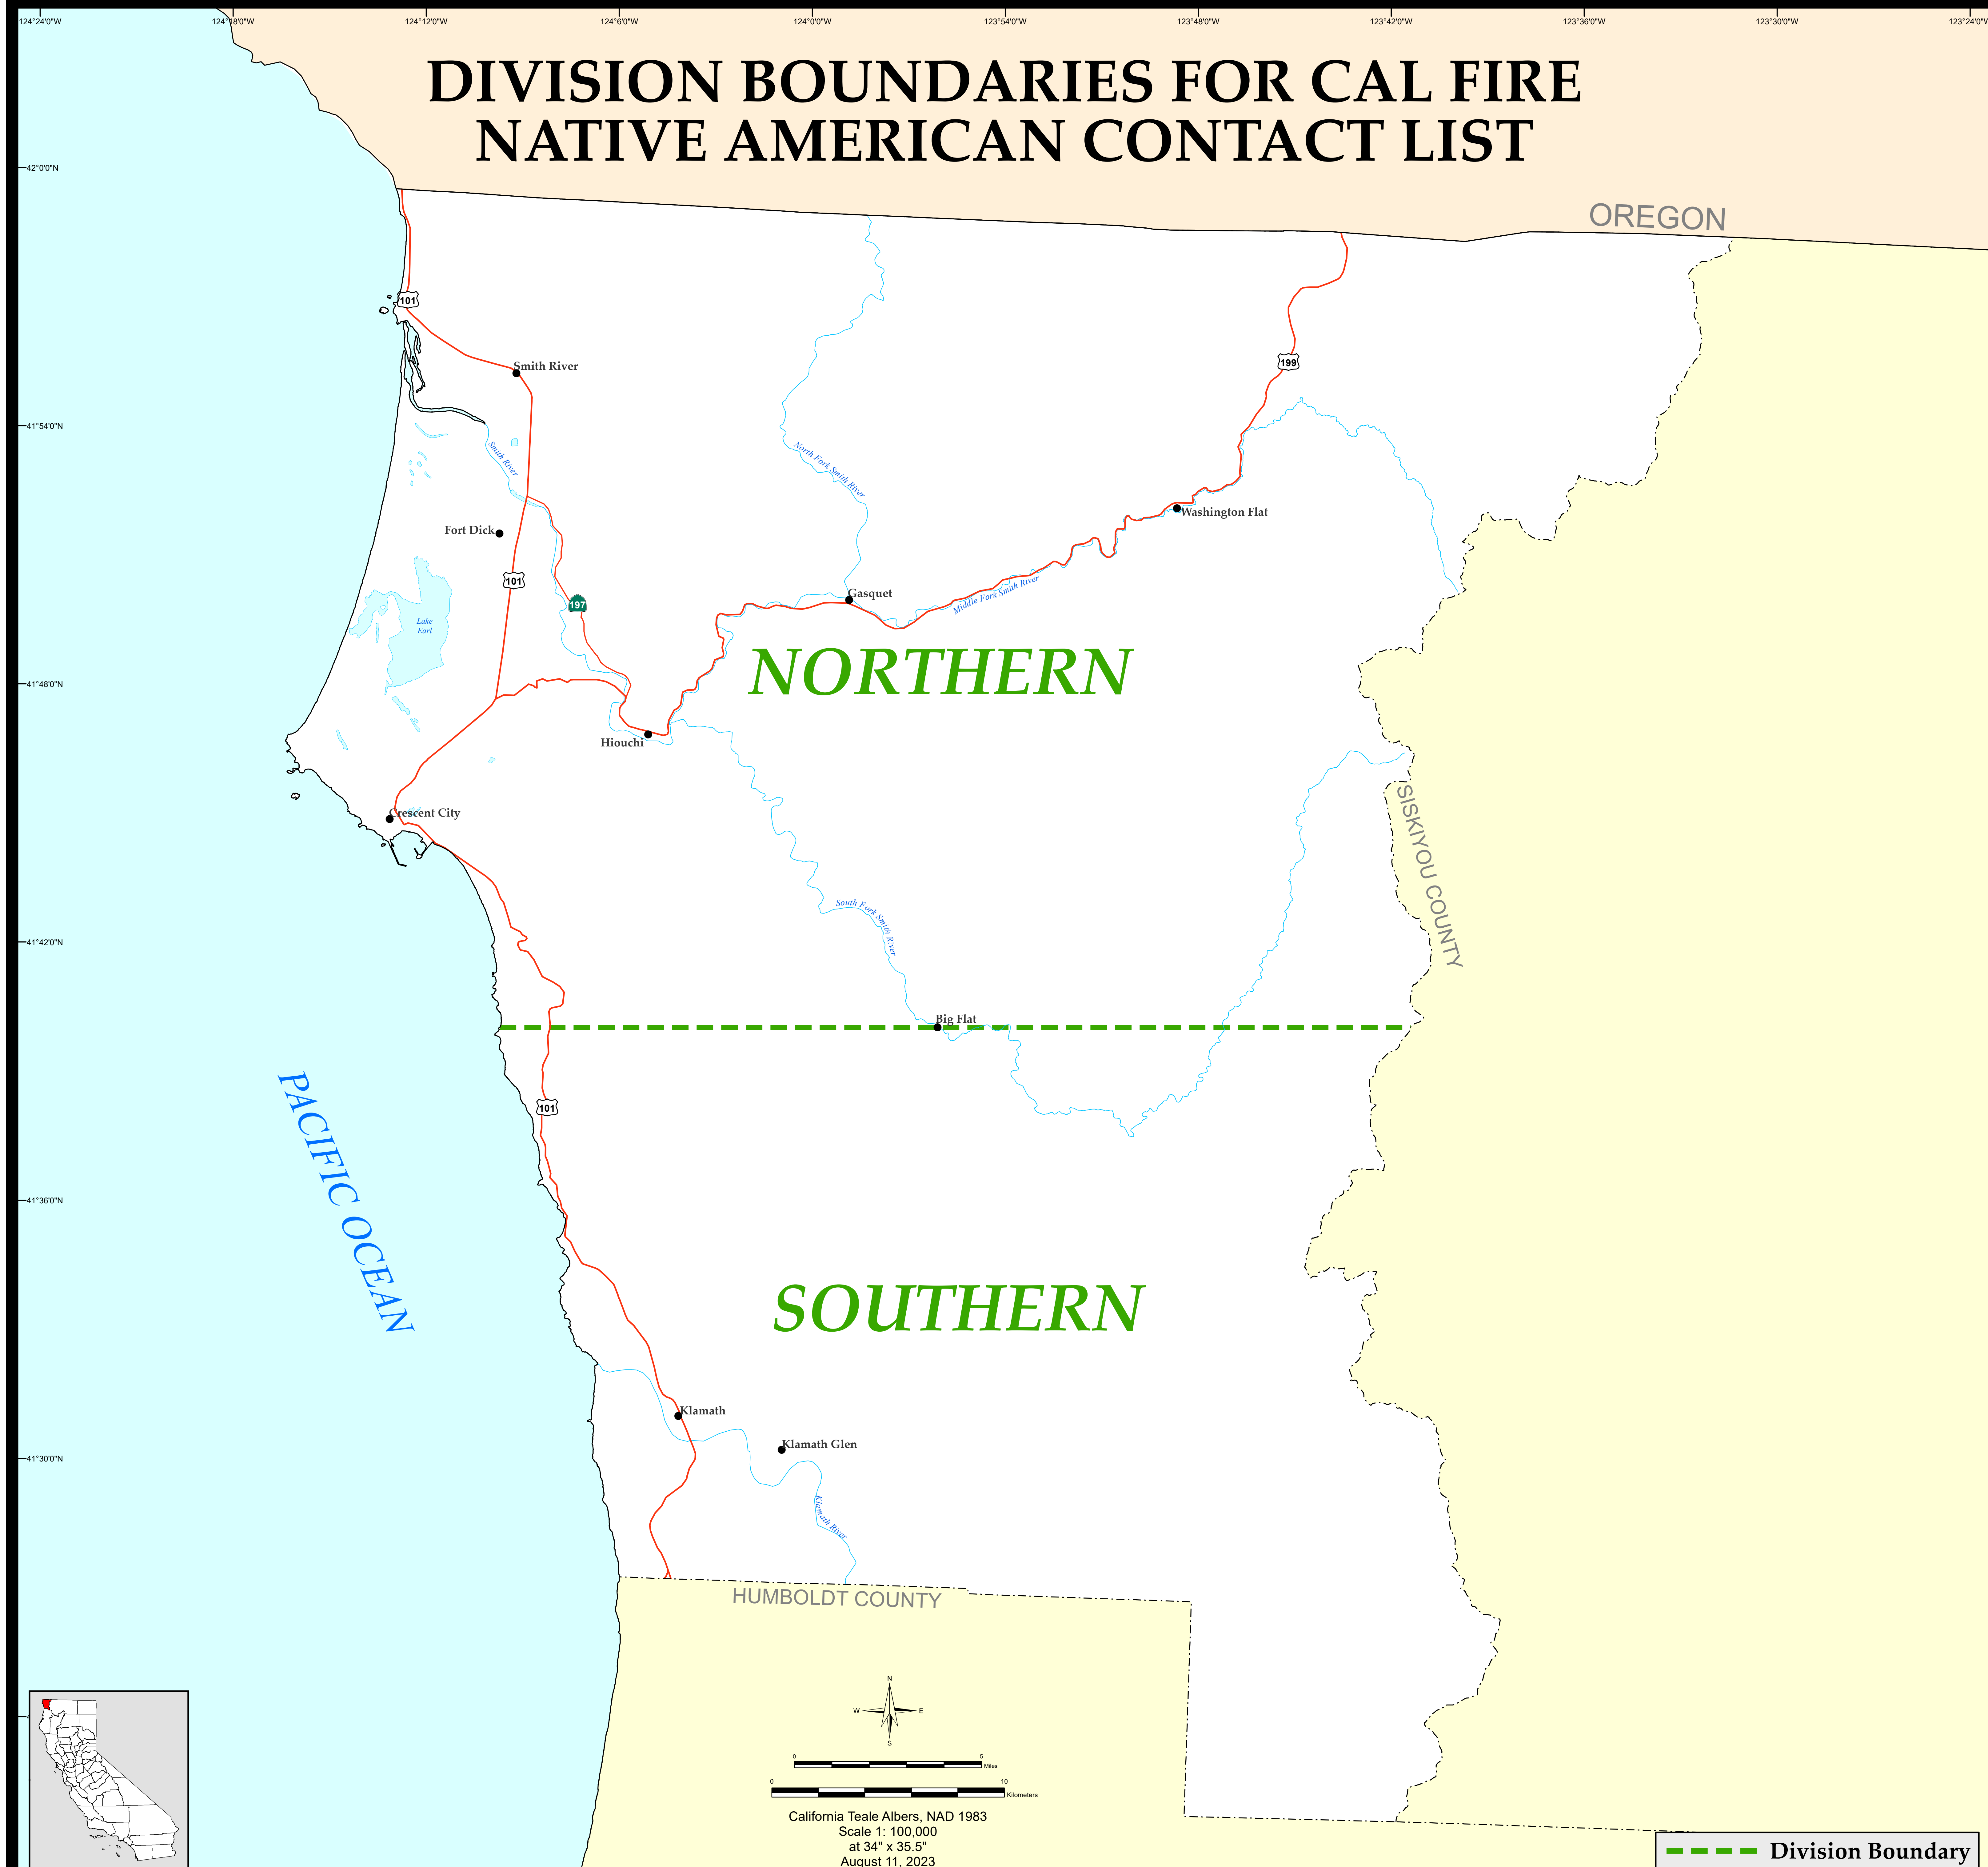 124°24'0"W
124°18'0"W
124°12'0"W
124°6'0"W
124°0'0"W
123°54'0"W
123°48'0"W
123°42'0"W
123°36'0"W
123°30'0"W
123°24'0"W
DIVISION BOUNDARIES FOR CAL FIRE
NATIVE AMERICAN CONTACT LIST
42°0'0"N
OREGON
101
199
Smith River
41°54'0"N
Smith River
North Fork Smith River
Washington Flat
Fort Dick
101
197
Gasquet
Middle Fork Smith River
Lake
Earl
NORTHERN
41°48'0"N
Hiouchi
Crescent City
SISKIYOU COUNTY
South Fork Smith River
41°42'0"N
Big Flat
PACIFIC OCEAN
101
41°36'0"N
SOUTHERN
Klamath
Klamath Glen
41°30'0"N
Klamath River
HUMBOLDT COUNTY
N
W
E
S
0
5
Miles
0
10
Kilometers
California Teale Albers, NAD 1983
Scale 1: 100,000
at 34" x 35.5"
August 11, 2023
Division Boundary